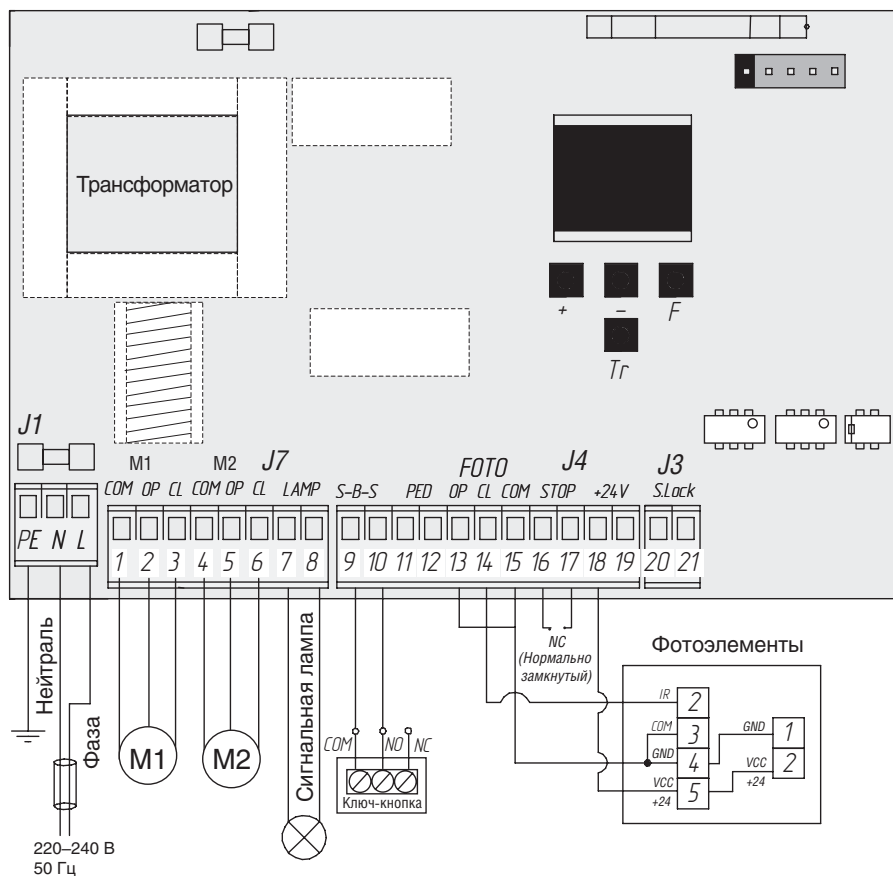 Трансформатор
+ − F
Tr
J1
M1 M2 J7 FOTO J4 J3
COM OP CL COM OP CL LAMP S-B-S PED OP CL COM STOP +24V S.Lock
PE N L
1 2 3 4 5 6 7 8 9 10 11 12 13 14 15 16 17 18 19 20 21
Нейтраль
Фаза
220–240 В
50 Гц
M1
M2
Сигнальная лампа
COM NO NC
Ключ-кнопка
NC
(Нормально
замкнутый)
Фотоэлементы
IR 2
COM 3 GND 1
GND 4 VCC 2
VCC 5 +24
+24